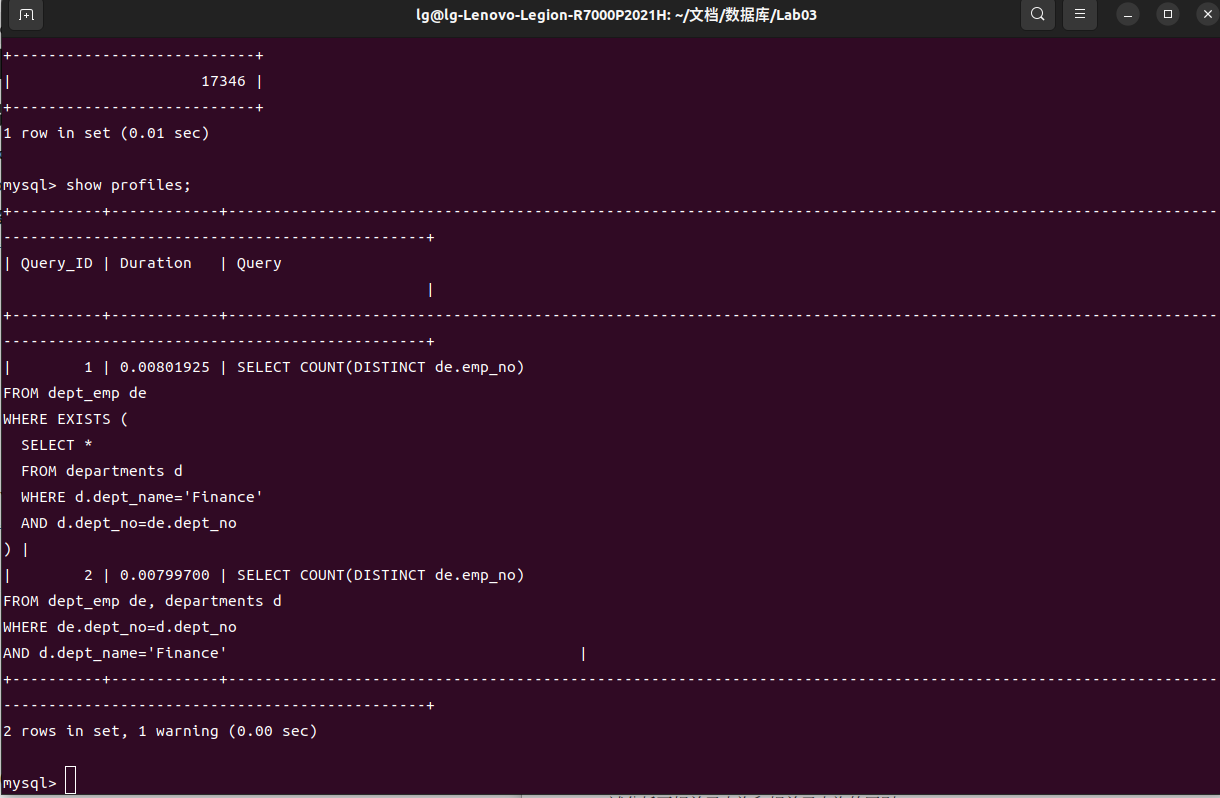 lg@lg-Lenovo-Legion-R7000P2021H: ~/文档/数据库/Lab03
+---------------------------+
|                     17346 |
+---------------------------+
1 row in set (0.01 sec)
mysql> show profiles;
+----------+------------+--------------------------------------------------------------------------------------------------------------
-----------------------------------------------+
| Query_ID | Duration   | Query
                                               |
+----------+------------+--------------------------------------------------------------------------------------------------------------
-----------------------------------------------+
|        1 | 0.00801925 | SELECT COUNT(DISTINCT de.emp_no)
FROM dept_emp de
WHERE EXISTS (
  SELECT *
  FROM departments d
  WHERE d.dept_name='Finance'
  AND d.dept_no=de.dept_no
) |
|        2 | 0.00799700 | SELECT COUNT(DISTINCT de.emp_no)
FROM dept_emp de, departments d
WHERE de.dept_no=d.dept_no
AND d.dept_name='Finance'                                       |
+----------+------------+--------------------------------------------------------------------------------------------------------------
-----------------------------------------------+
2 rows in set, 1 warning (0.00 sec)
mysql>